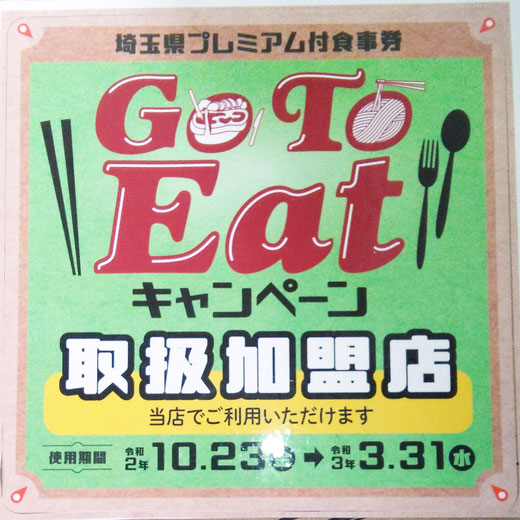 埼玉県プレミアム付食事券
Go To
Eat
キャンペーン
取扱加盟店
当店でご利用いただけます
使用期間 令和2年 10.23 → 令和3年 3.31 水